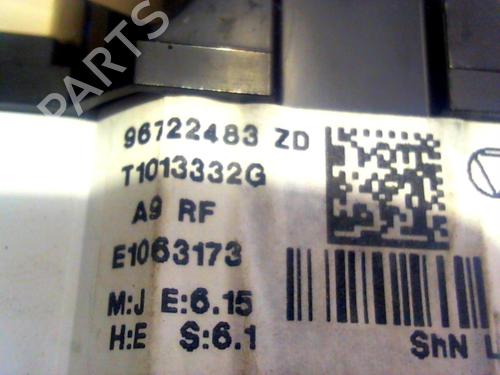 PARTS
96722483 ZD
T1013332G
A9 RF
E1063173
M:J E:6.15
H:E S:6.1
ShN L